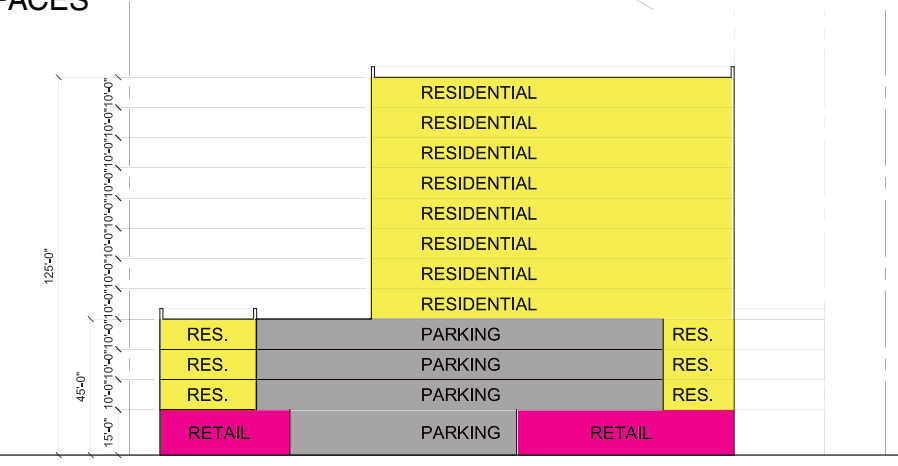 PACES
10'-0"
RESIDENTIAL
10'-0"
RESIDENTIAL
10'-0"
RESIDENTIAL
10'-0"
RESIDENTIAL
10'-0"
RESIDENTIAL
10'-0"
RESIDENTIAL
10'-0"
RESIDENTIAL
10'-0"
RESIDENTIAL
125'-0"
10'-0"
RES. PARKING RES.
10'-0"
RES. PARKING RES.
45'-0"
10'-0"
RES. PARKING RES.
15'-0"
RETAIL PARKING RETAIL